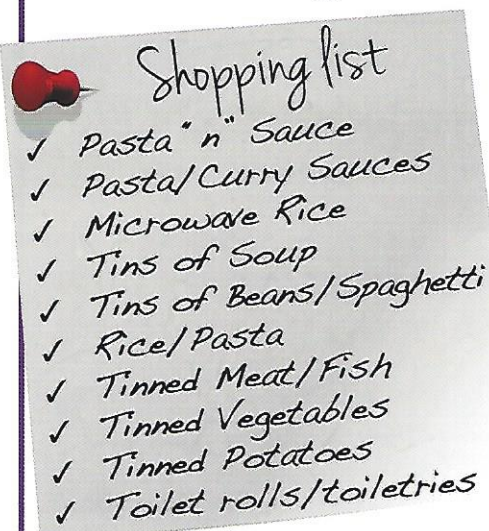 Shopping list
✓ Pasta "n" Sauce
✓ Pasta/Curry Sauces
✓ Microwave Rice
✓ Tins of Soup
✓ Tins of Beans/Spaghetti
✓ Rice/Pasta
✓ Tinned Meat/Fish
✓ Tinned Vegetables
✓ Tinned Potatoes
✓ Toilet rolls/toiletries